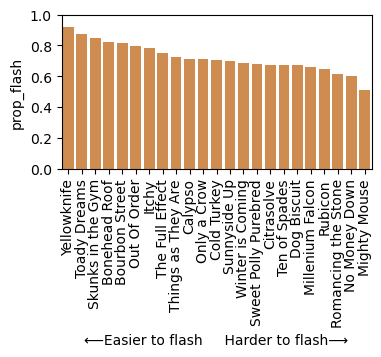 prop_flash
1.0
0.8
0.6
0.4
0.2
0.0
Yellowknife
Toady Dreams
Skunks in the Gym
Bonehead Roof
Bourbon Street
Out Of Order
Itchy
The Full Effect
Things as They Are
Calypso
Only a Crow
Cold Turkey
Sunnyside Up
Winter is Coming
Sweet Polly Purebred
Citrasolve
Ten of Spades
Dog Biscuit
Millenium Falcon
Rubicon
Romancing the Stone
No Money Down
Mighty Mouse
⟵Easier to flash Harder to flash⟶